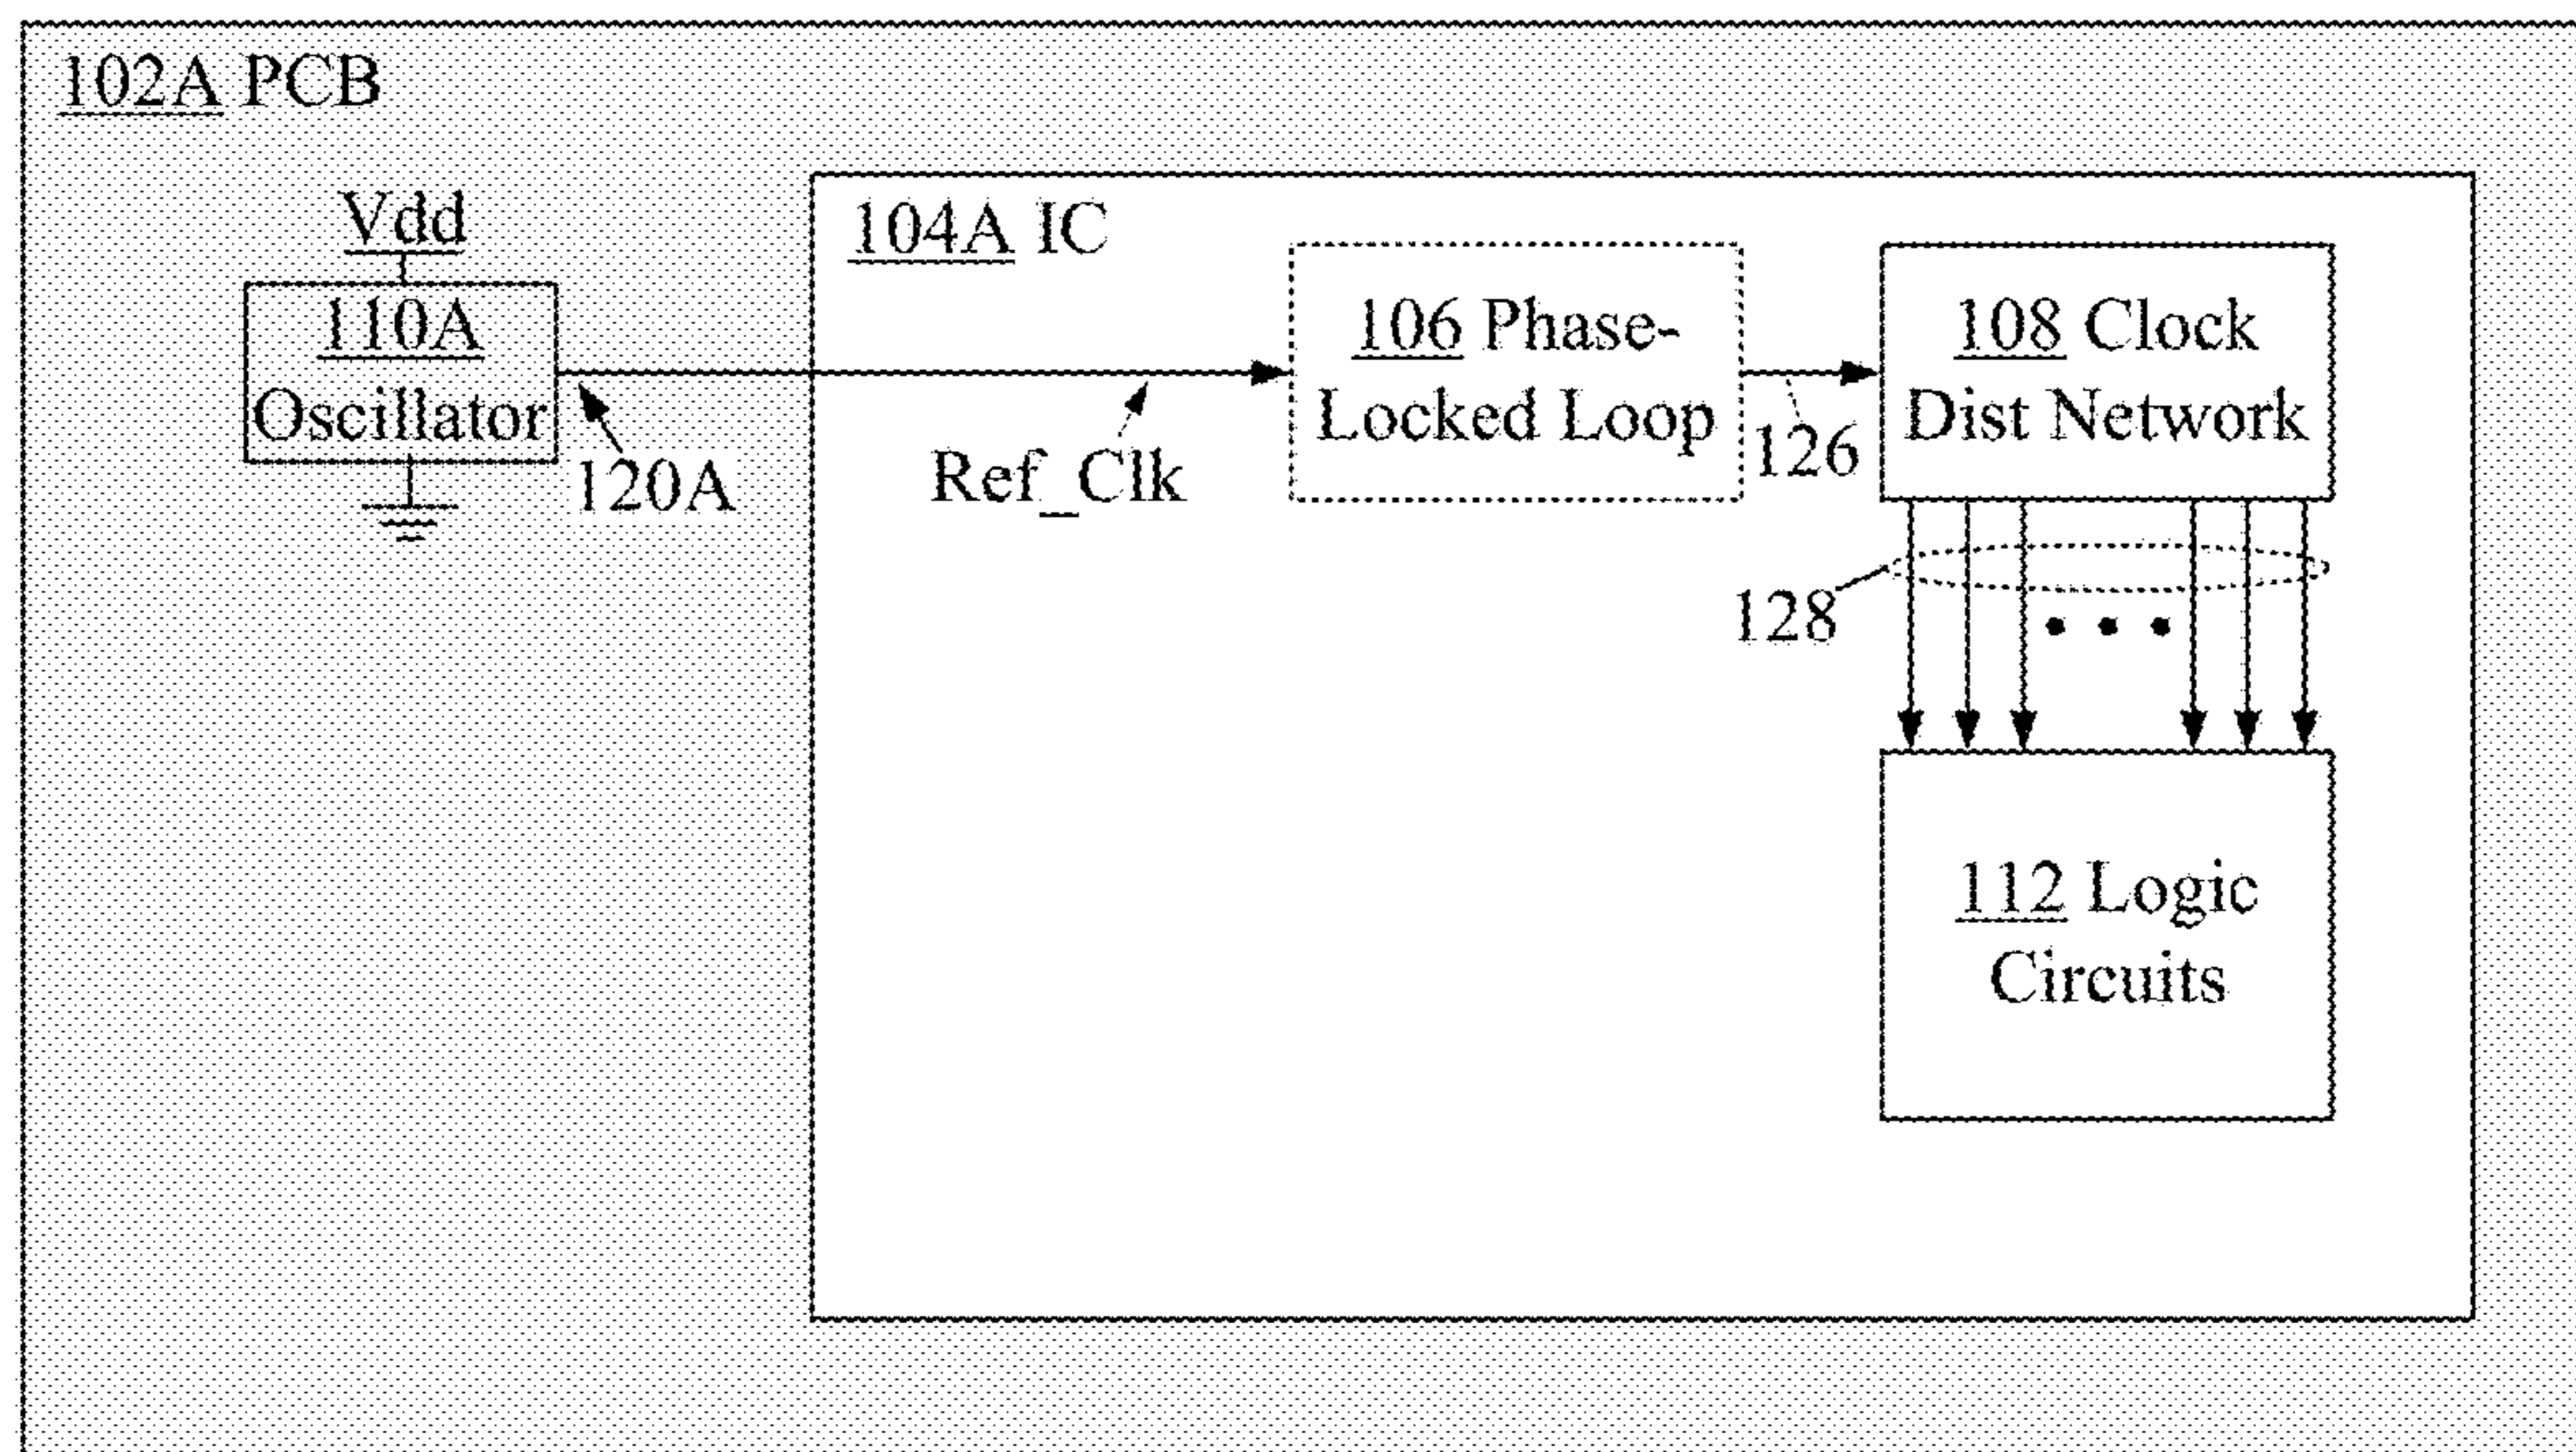 102A PCB
Vdd
104A IC
110A
Oscillator
106 Phase-
Locked Loop
108 Clock
Dist Network
120A
Ref_Clk
126
128
112 Logic
Circuits